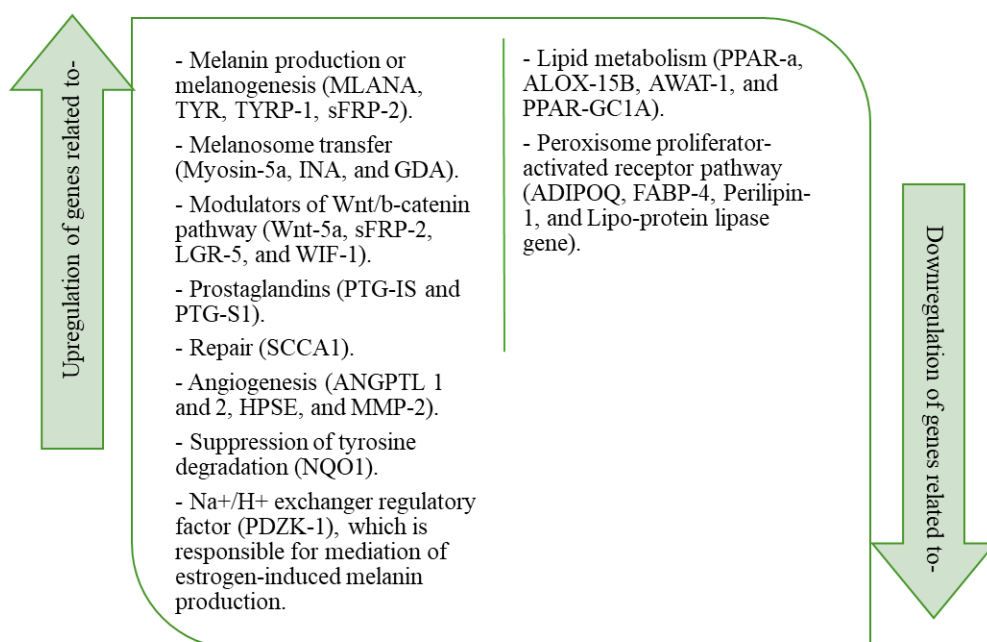 Upregulation of genes related to-
- Melanin production or
melanogenesis (MLANA,
TYR, TYRP-1, sFRP-2).
- Melanosome transfer
(Myosin-5a, INA, and GDA).
- Modulators of Wnt/b-catenin
pathway (Wnt-5a, sFRP-2,
LGR-5, and WIF-1).
- Prostaglandins (PTG-IS and
PTG-S1).
- Repair (SCCA1).
- Angiogenesis (ANGPTL 1
and 2, HPSE, and MMP-2).
- Suppression of tyrosine
degradation (NQO1).
- Na+/H+ exchanger regulatory
factor (PDZK-1), which is
responsible for mediation of
estrogen-induced melanin
production.
- Lipid metabolism (PPAR-a,
ALOX-15B, AWAT-1, and
PPAR-GC1A).
- Peroxisome proliferator-
activated receptor pathway
(ADIPOQ, FABP-4, Perilipin-
1, and Lipo-protein lipase
gene).
Downregulation of genes related to-